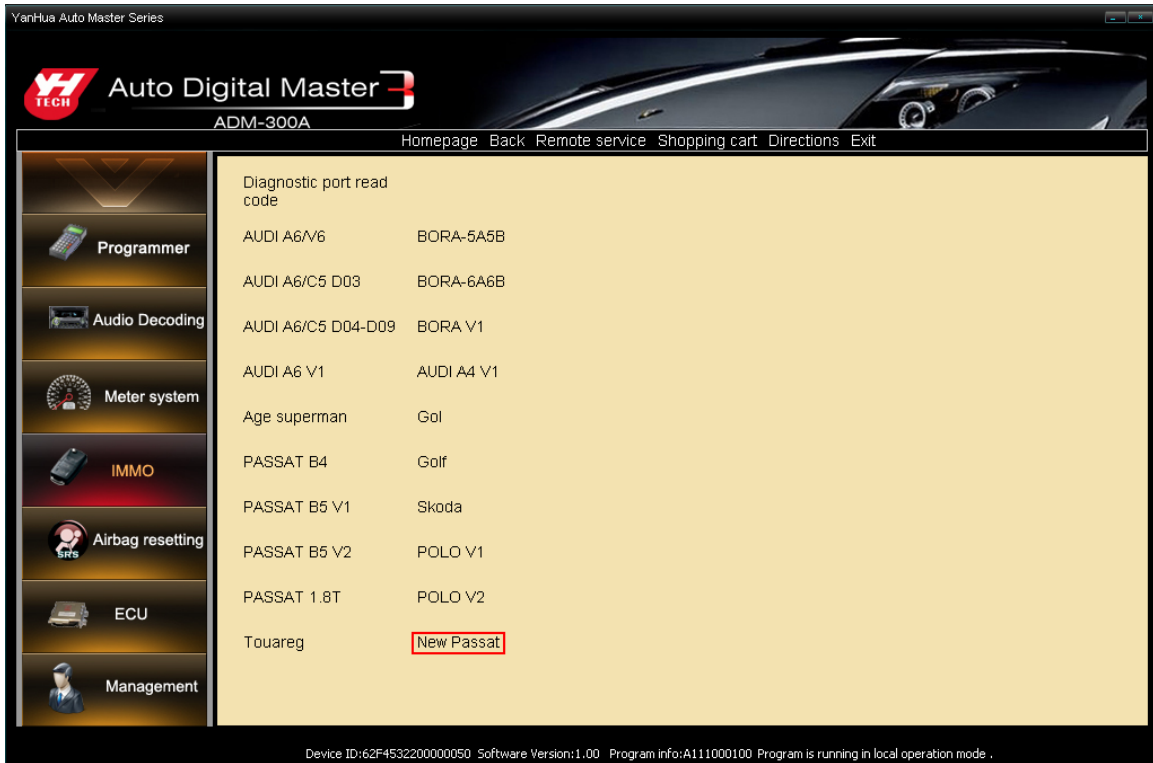 YanHua Auto Master Series
YH
TECH
Auto Digital Master 3
ADM-300A
Homepage Back Remote service Shopping cart Directions Exit
Programmer
Audio Decoding
Meter system
IMMO
SRS
Airbag resetting
ECU
Management
Diagnostic port read
code
AUDI A6/V6 BORA-5A5B
AUDI A6/C5 D03 BORA-6A6B
AUDI A6/C5 D04-D09 BORA V1
AUDI A6 V1 AUDI A4 V1
Age superman Gol
PASSAT B4 Golf
PASSAT B5 V1 Skoda
PASSAT B5 V2 POLO V1
PASSAT 1.8T POLO V2
Touareg New Passat
Device ID:62F4532200000050 Software Version:1.00 Program info:A111000100 Program is running in local operation mode .